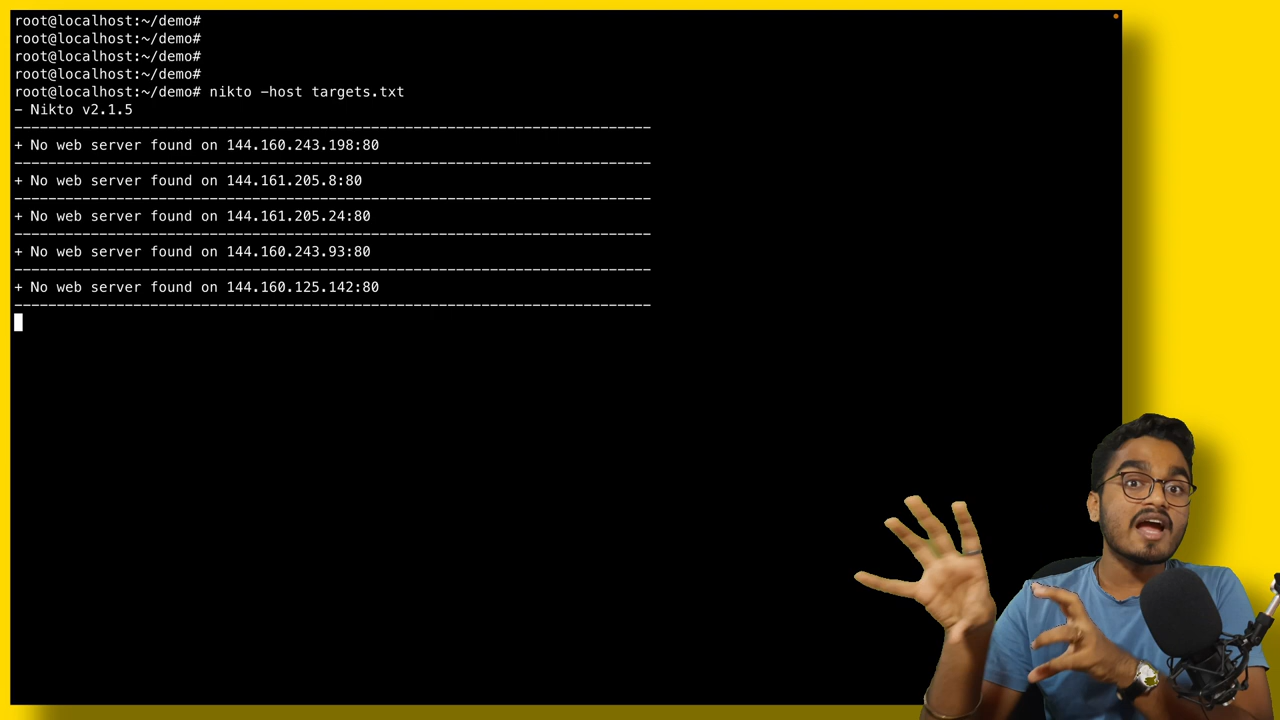 root@localhost:~/demo#
root@localhost:~/demo#
root@localhost:~/demo#
root@localhost:~/demo#
root@localhost:~/demo# nikto -host targets.txt
- Nikto v2.1.5
---------------------------------------------------------------------------
+ No web server found on 144.160.243.198:80
---------------------------------------------------------------------------
+ No web server found on 144.161.205.8:80
---------------------------------------------------------------------------
+ No web server found on 144.161.205.24:80
---------------------------------------------------------------------------
+ No web server found on 144.160.243.93:80
---------------------------------------------------------------------------
+ No web server found on 144.160.125.142:80
---------------------------------------------------------------------------